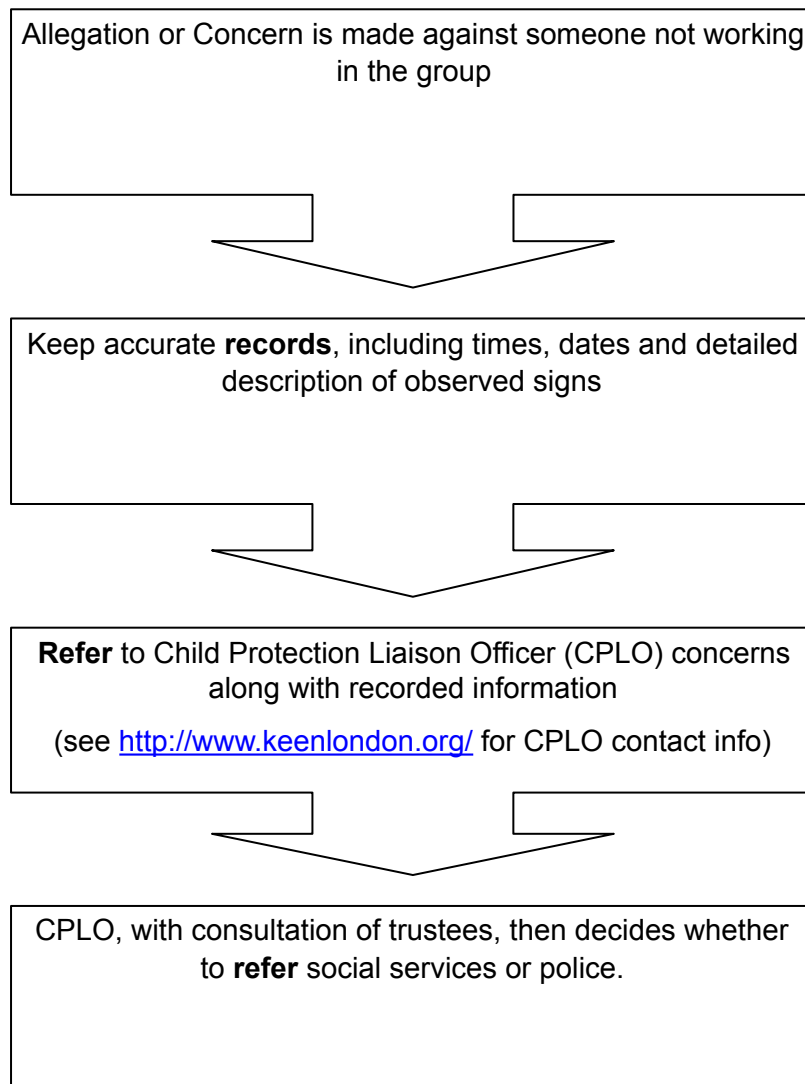 Allegation or Concern is made against someone not working
in the group
Keep accurate records, including times, dates and detailed
description of observed signs
Refer to Child Protection Liaison Officer (CPLO) concerns
along with recorded information
(see http://www.keenlondon.org/ for CPLO contact info)
CPLO, with consultation of trustees, then decides whether
to refer social services or police.